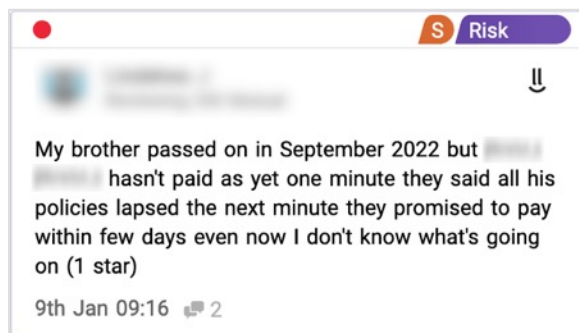 S Risk
My brother passed on in September 2022 but
hasn't paid as yet one minute they said all his
policies lapsed the next minute they promised to pay
within few days even now I don't know what's going
on (1 star)
9th Jan 09:16 2